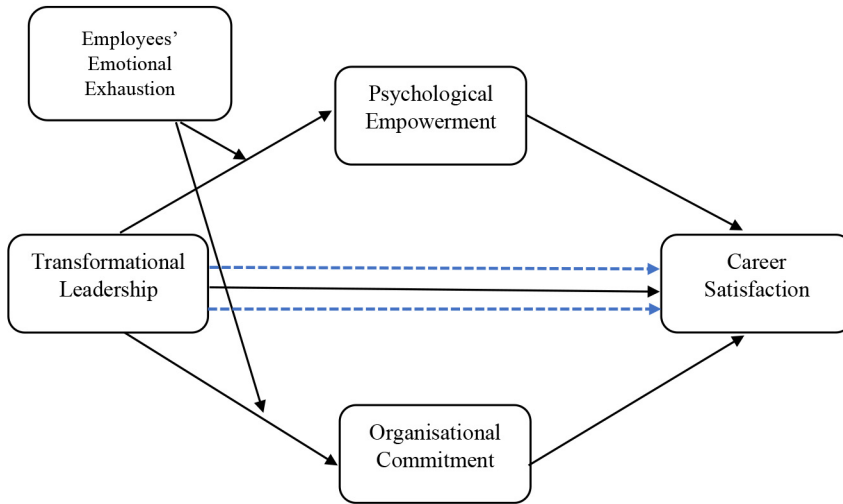 Employees’
Emotional
Exhaustion
Psychological
Empowerment
Transformational
Leadership
Career
Satisfaction
Organisational
Commitment